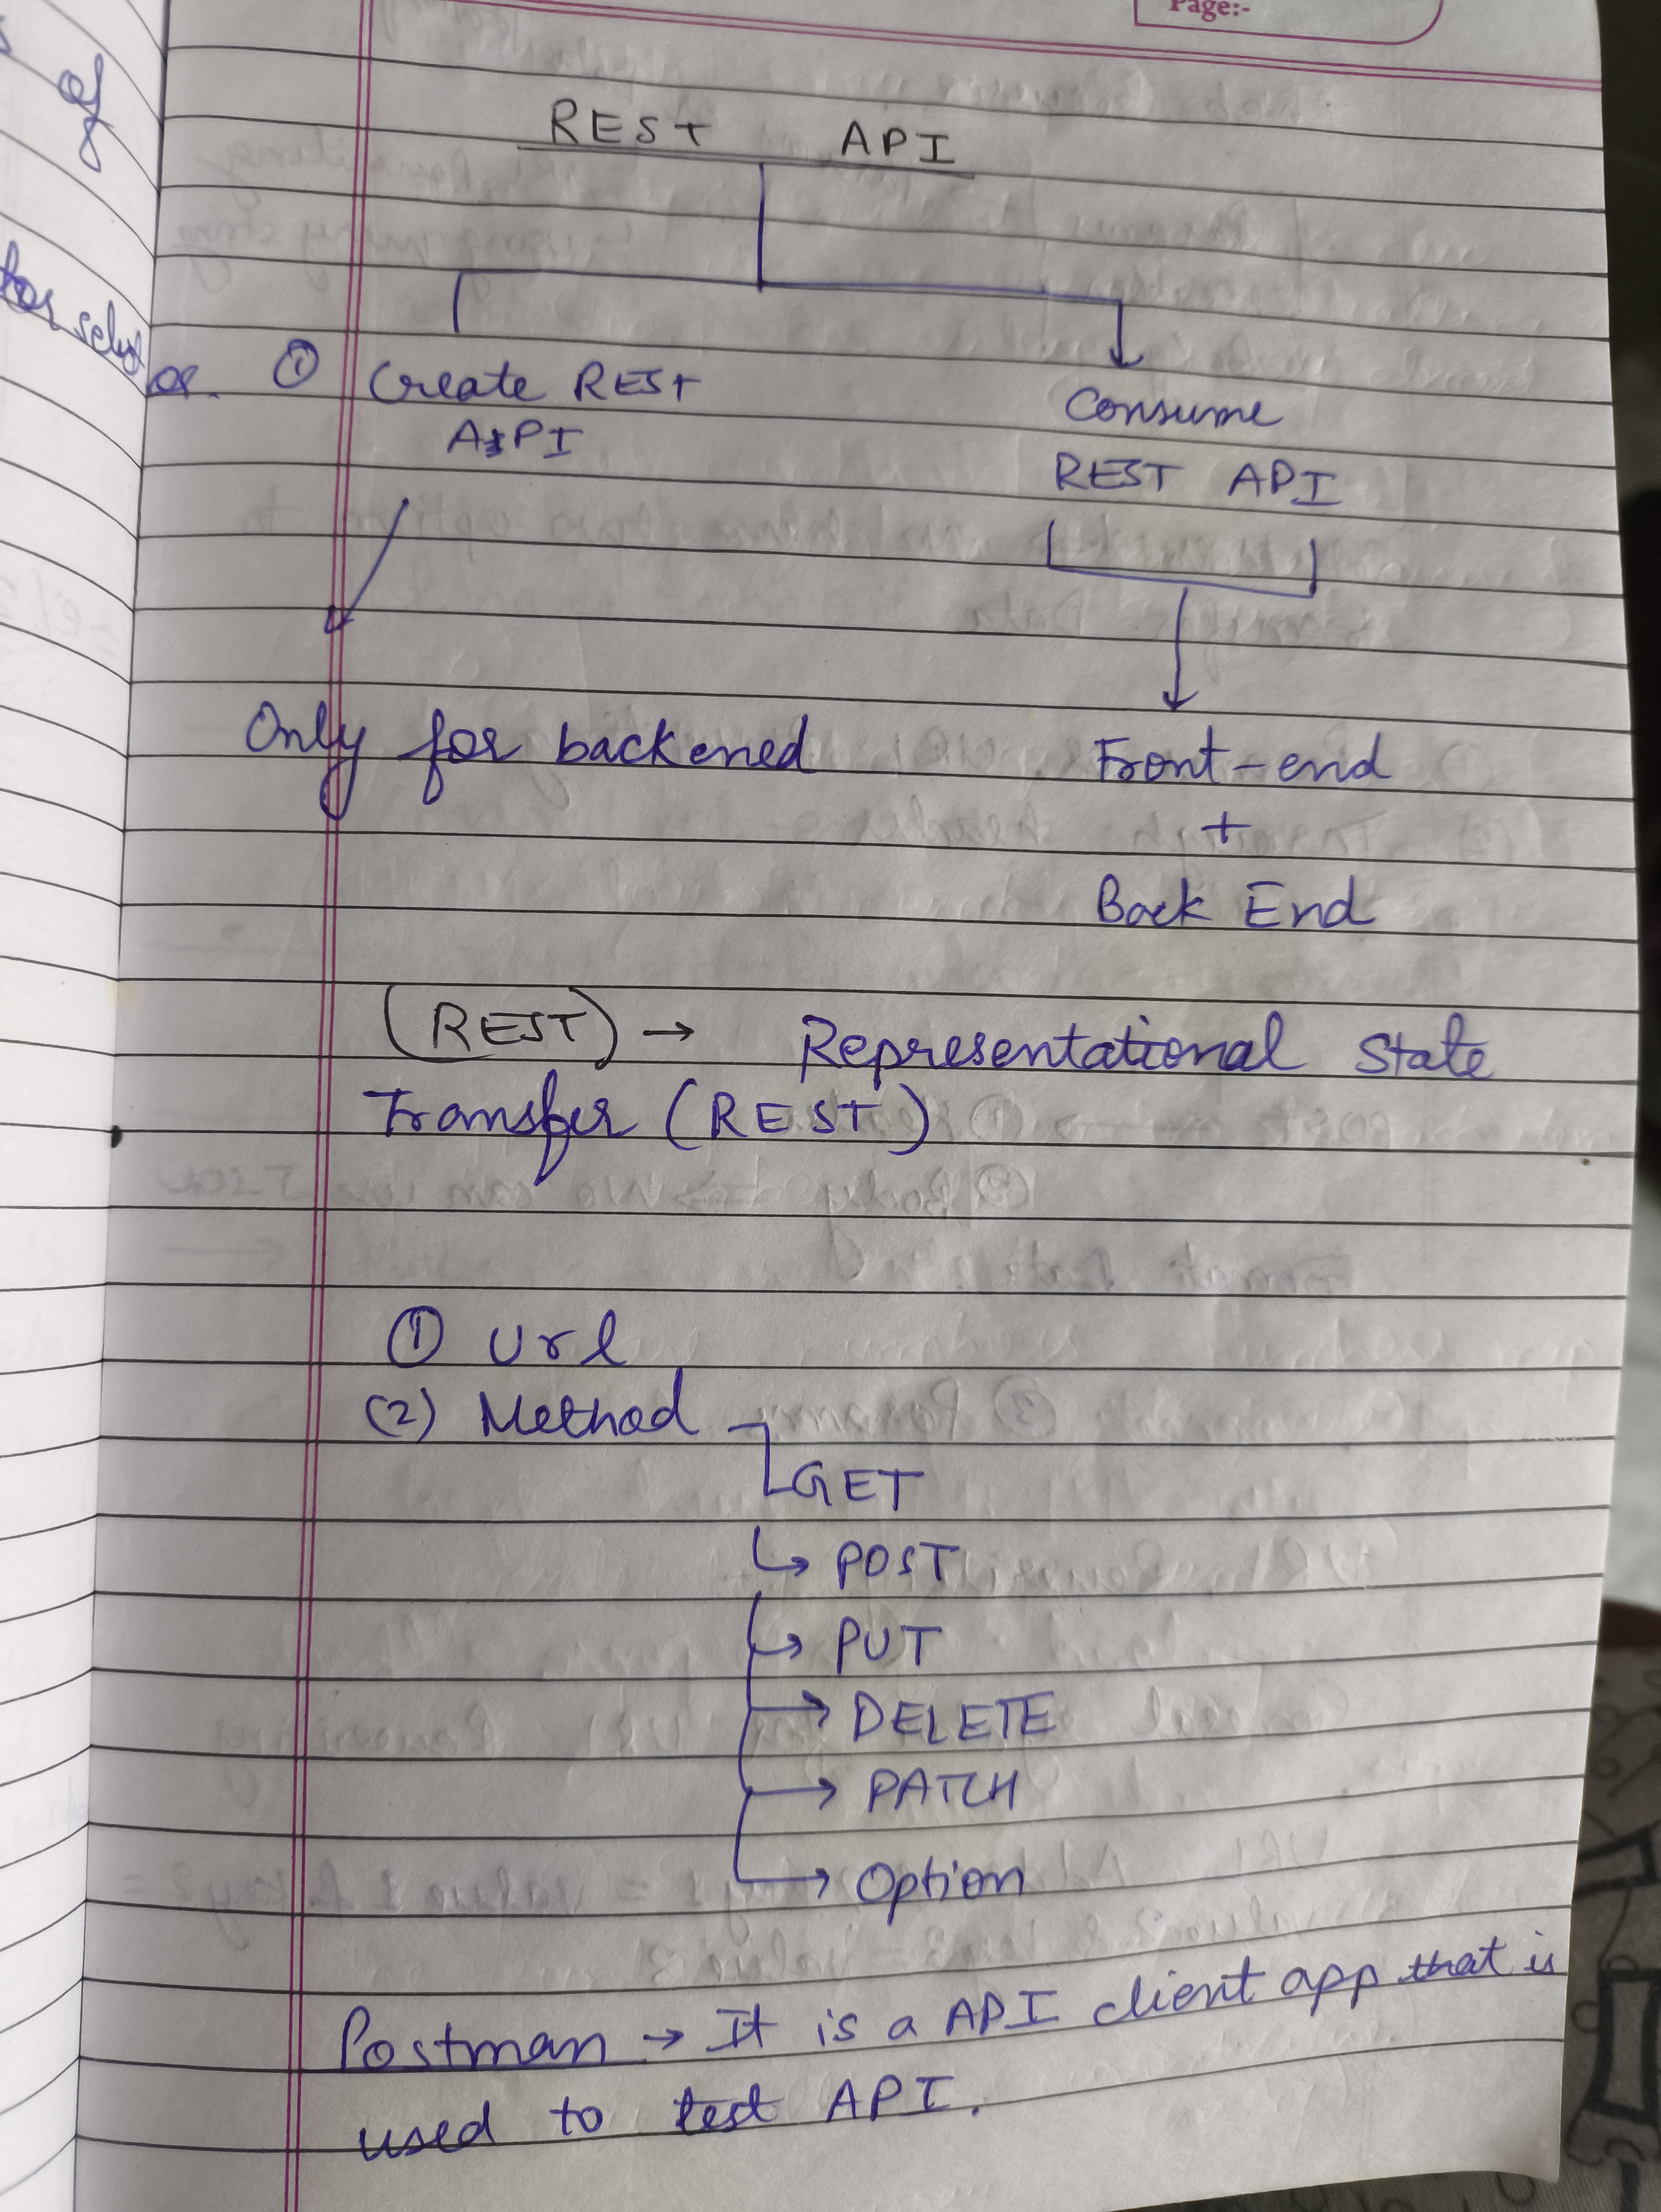 Page:-
of
REST API
① Create REST
API
Consume
REST API
Only for backened
Front-end
+
Back End
(REST) → Representational State
Transfer (REST)
① Url
(2) Method
GET
↳ POST
↳ PUT
→ DELETE
→ PATCH
→ Option
Postman → It is a API client app that is
used to test API.